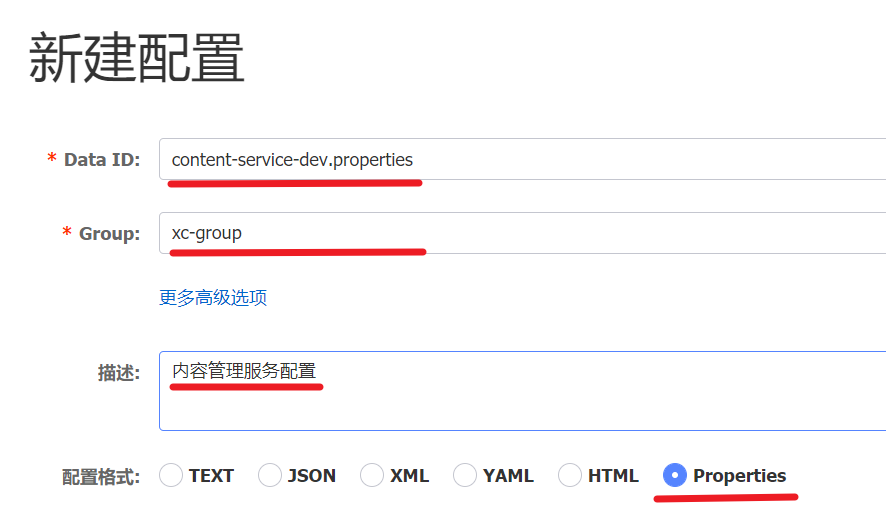 新建配置
* Data ID: content-service-dev.properties
* Group: xc-group
更多高级选项
描述: 内容管理服务配置
配置格式: TEXT JSON XML YAML HTML Properties